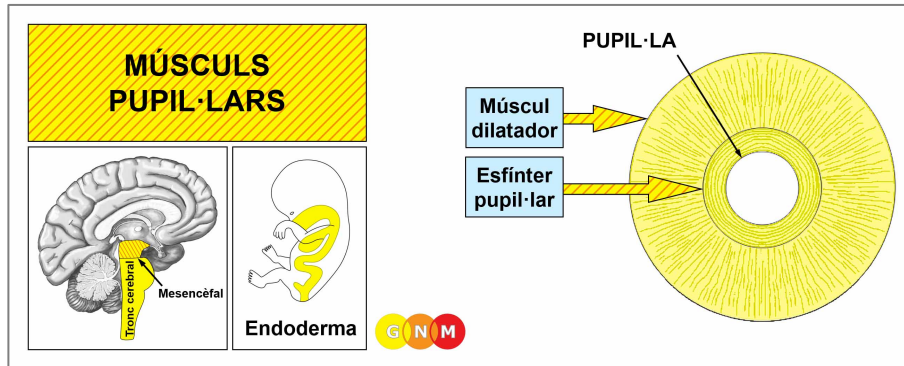 MÚSCULS
PUPIL·LARS
Tronc cerebral
Mesencèfal
Endoderma
G N M
PUPIL·LA
Múscul
dilatador
Esfínter
pupil·lar